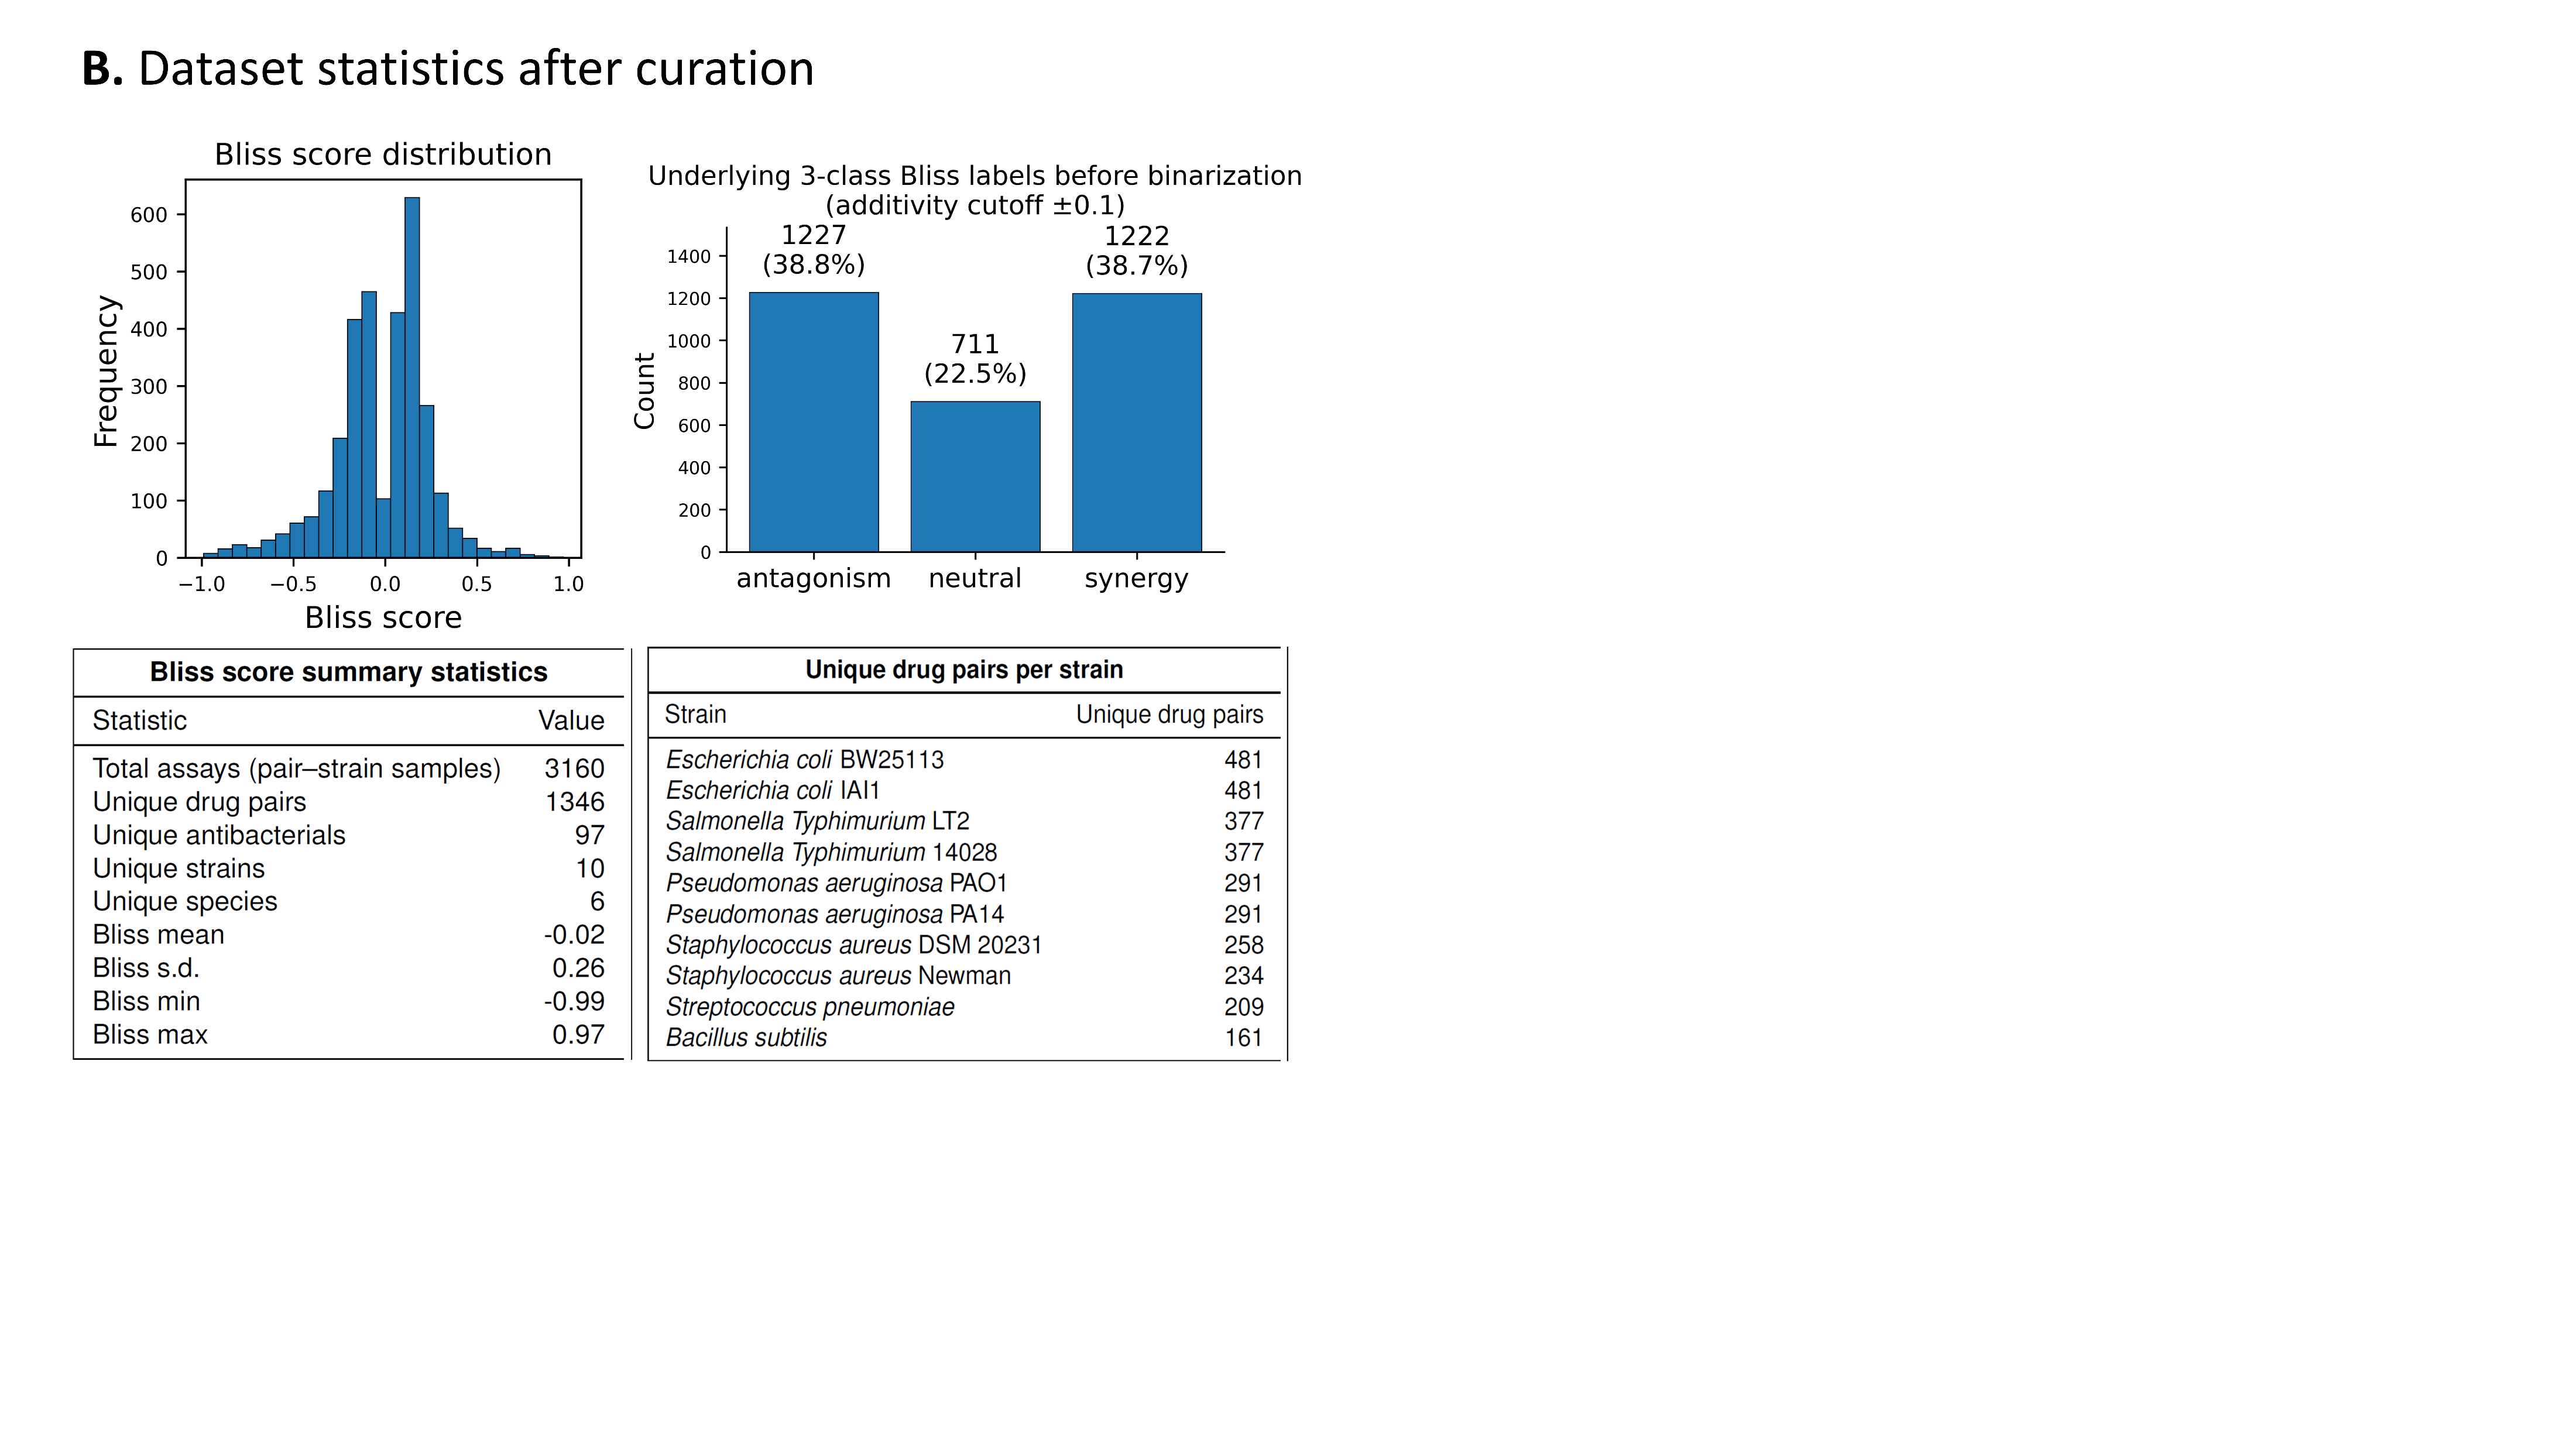 B. Dataset statistics after curation
Bliss score distribution
Frequency
600
500
400
300
200
100
0
−1.0 −0.5 0.0 0.5 1.0
Bliss score
Underlying 3-class Bliss labels before binarization
(additivity cutoff ±0.1)
Count
1400
1200
1000
800
600
400
200
0
1227
(38.8%)
711
(22.5%)
1222
(38.7%)
antagonism neutral synergy
Bliss score summary statistics
Statistic Value
Total assays (pair–strain samples) 3160
Unique drug pairs 1346
Unique antibacterials 97
Unique strains 10
Unique species 6
Bliss mean -0.02
Bliss s.d. 0.26
Bliss min -0.99
Bliss max 0.97
Unique drug pairs per strain
Strain Unique drug pairs
Escherichia coli BW25113 481
Escherichia coli IAI1 481
Salmonella Typhimurium LT2 377
Salmonella Typhimurium 14028 377
Pseudomonas aeruginosa PAO1 291
Pseudomonas aeruginosa PA14 291
Staphylococcus aureus DSM 20231 258
Staphylococcus aureus Newman 234
Streptococcus pneumoniae 209
Bacillus subtilis 161